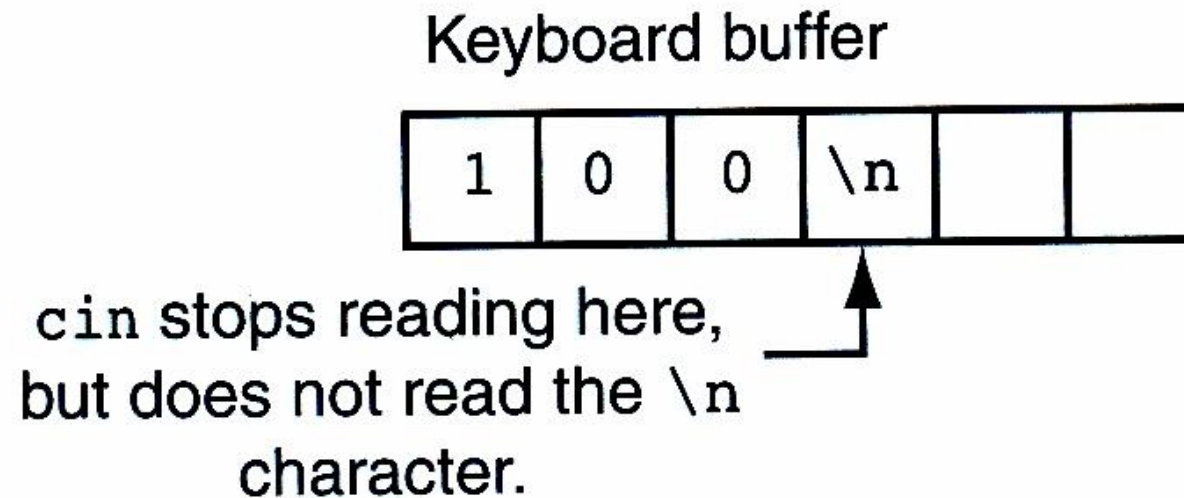 Keyboard buffer
1 0 0 \n
cin stops reading here,
but does not read the \n
character.